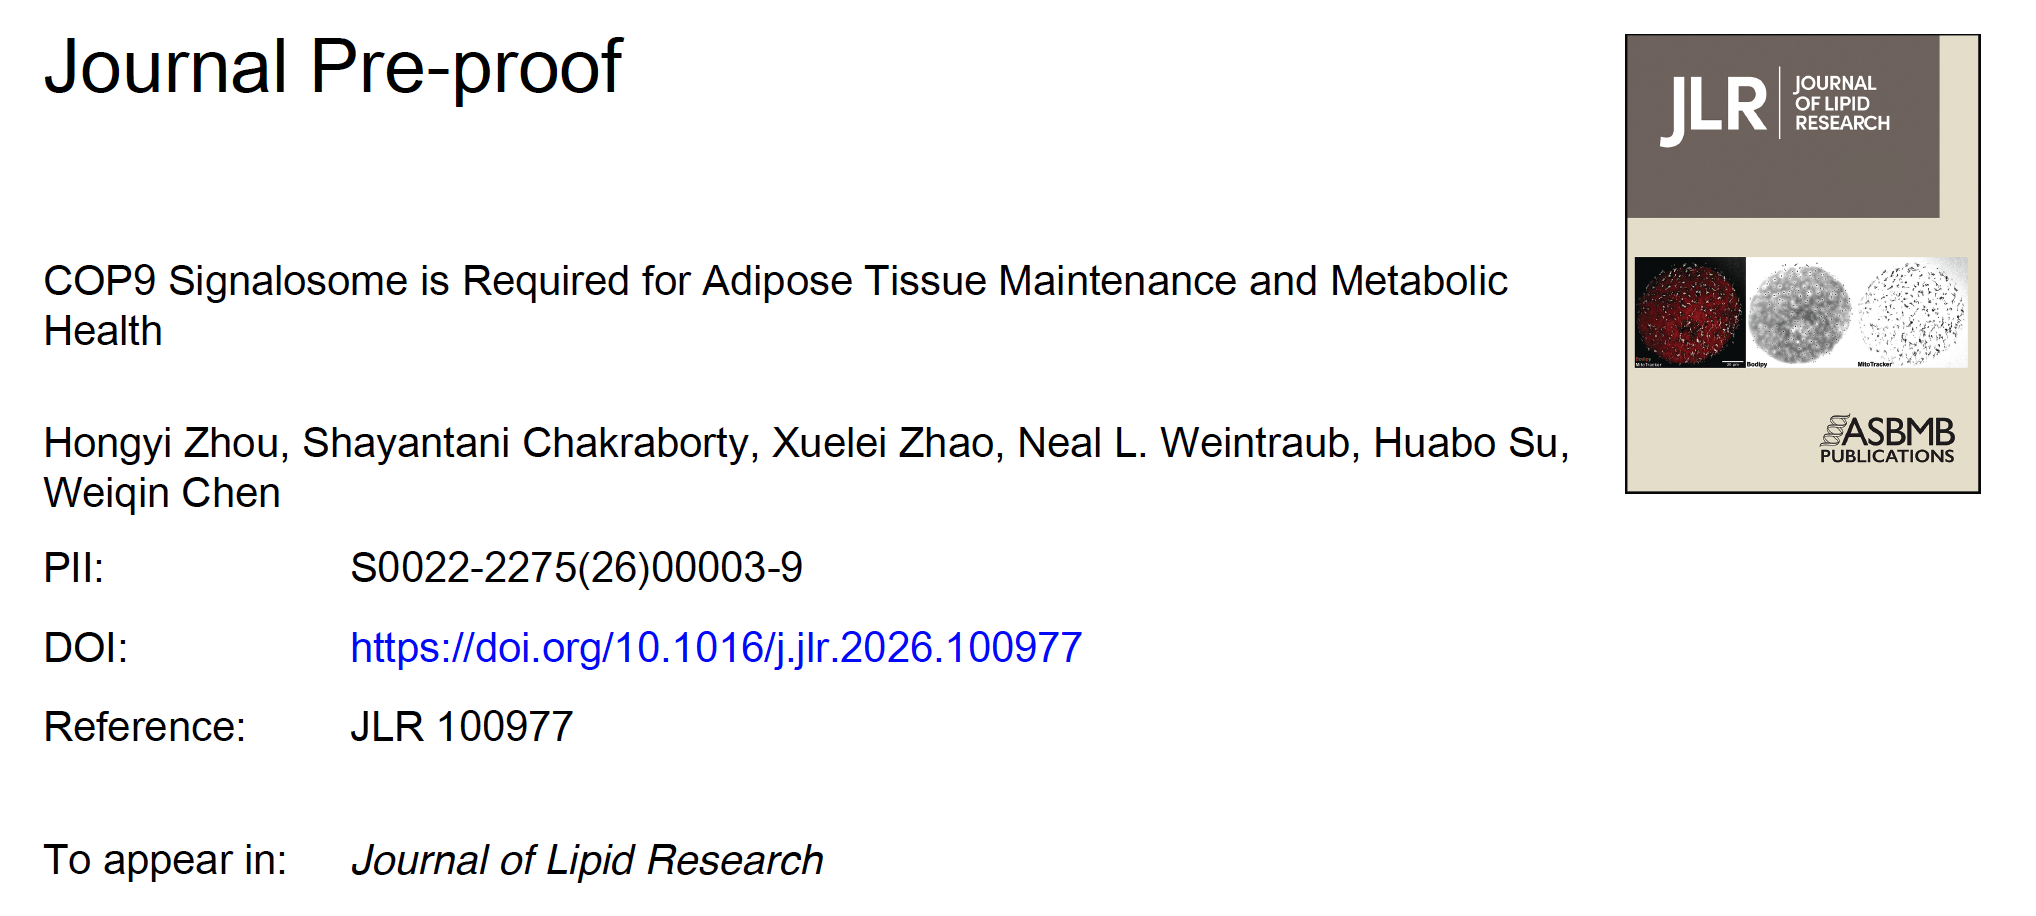 Journal Pre-proof
COP9 Signalosome is Required for Adipose Tissue Maintenance and Metabolic
Health
Hongyi Zhou, Shayantani Chakraborty, Xuelei Zhao, Neal L. Weintraub, Huabo Su,
Weiqin Chen
PII: S0022-2275(26)00003-9
DOI: https://doi.org/10.1016/j.jlr.2026.100977
Reference: JLR 100977
To appear in: Journal of Lipid Research
JLR
JOURNAL
OF LIPID
RESEARCH
Bodipy
MitoTracker
Bodipy
MitoTracker
ASBMB
PUBLICATIONS